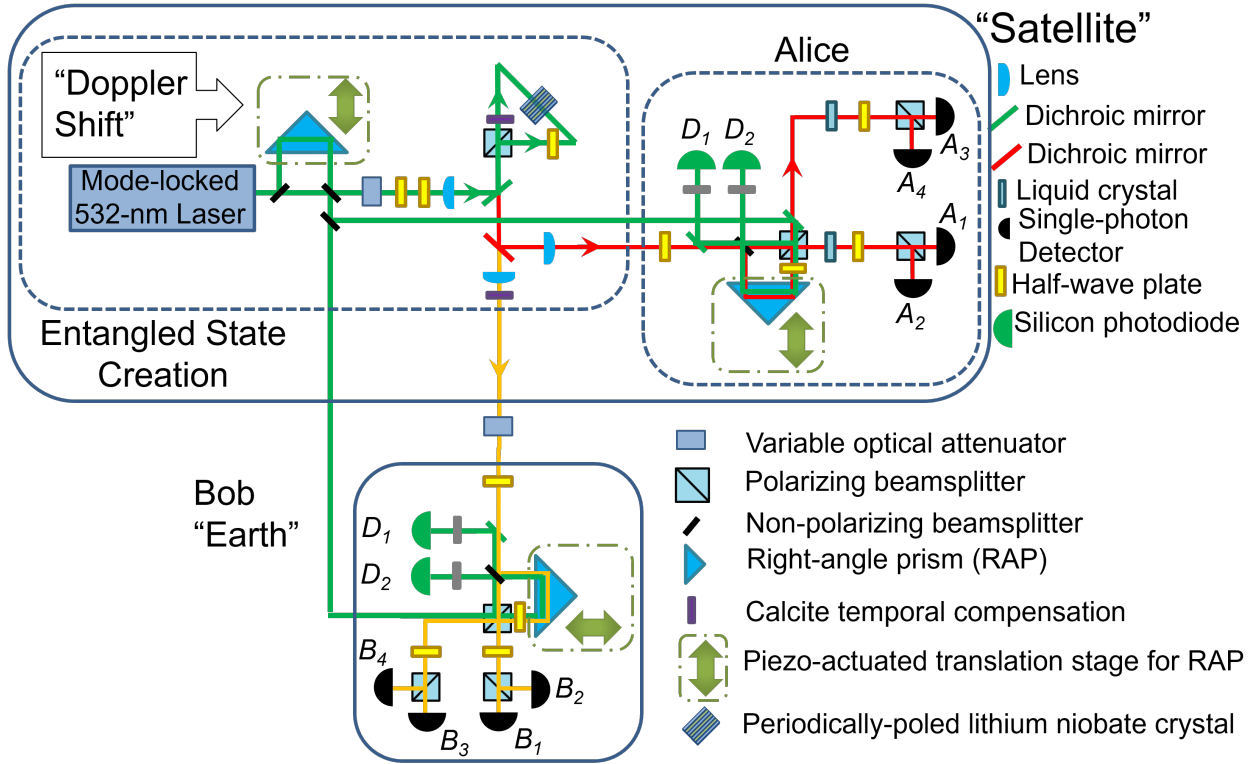 "Satellite"
"Doppler
Shift"
Mode-locked
532-nm Laser
Entangled State
Creation
Alice
D1 D2
A3
A4
A1
A2
Lens
Dichroic mirror
Dichroic mirror
Liquid crystal
Single-photon
Detector
Half-wave plate
Silicon photodiode
Bob
"Earth"
D1
D2
B4
B2
B3
B1
Variable optical attenuator
Polarizing beamsplitter
Non-polarizing beamsplitter
Right-angle prism (RAP)
Calcite temporal compensation
Piezo-actuated translation stage for RAP
Periodically-poled lithium niobate crystal